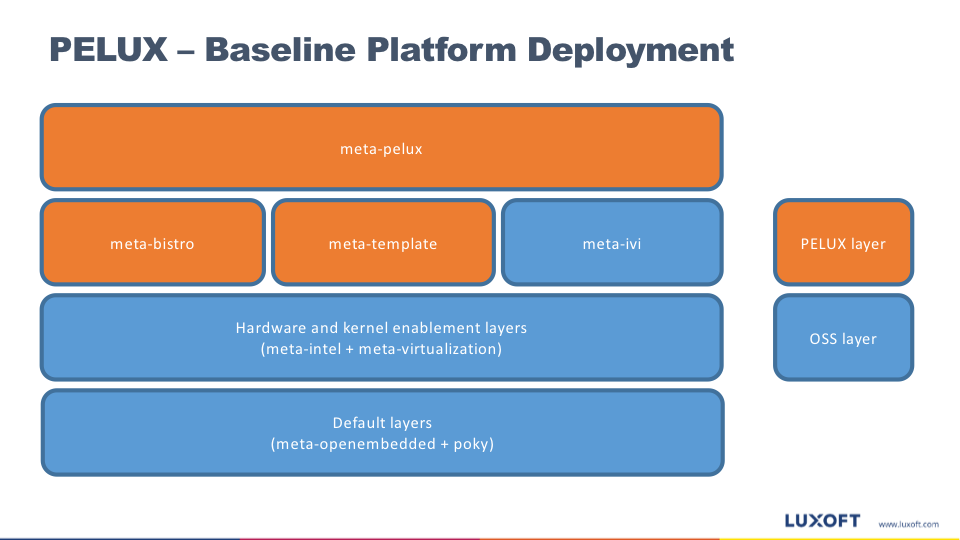 PELUX – Baseline Platform Deployment
meta-pelux
meta-bistro
meta-template
meta-ivi
PELUX layer
Hardware and kernel enablement layers
(meta-intel + meta-virtualization)
OSS layer
Default layers
(meta-openembedded + poky)
LUXOFT
www.luxoft.com